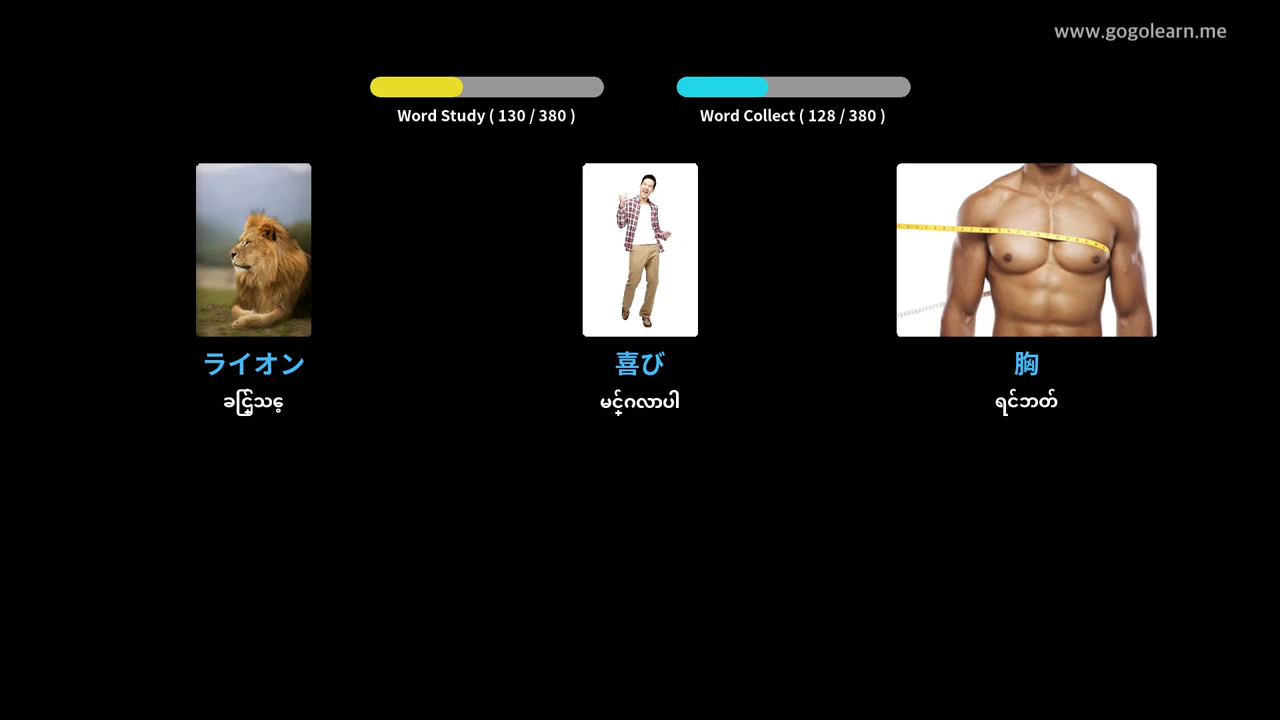 www.gogolearn.me
Word Study ( 130 / 380 )
Word Collect ( 128 / 380 )
ライオン
喜び
胸
ခြင်္သေ့
မင်္ဂလာပါ
ရင်ဘတ်